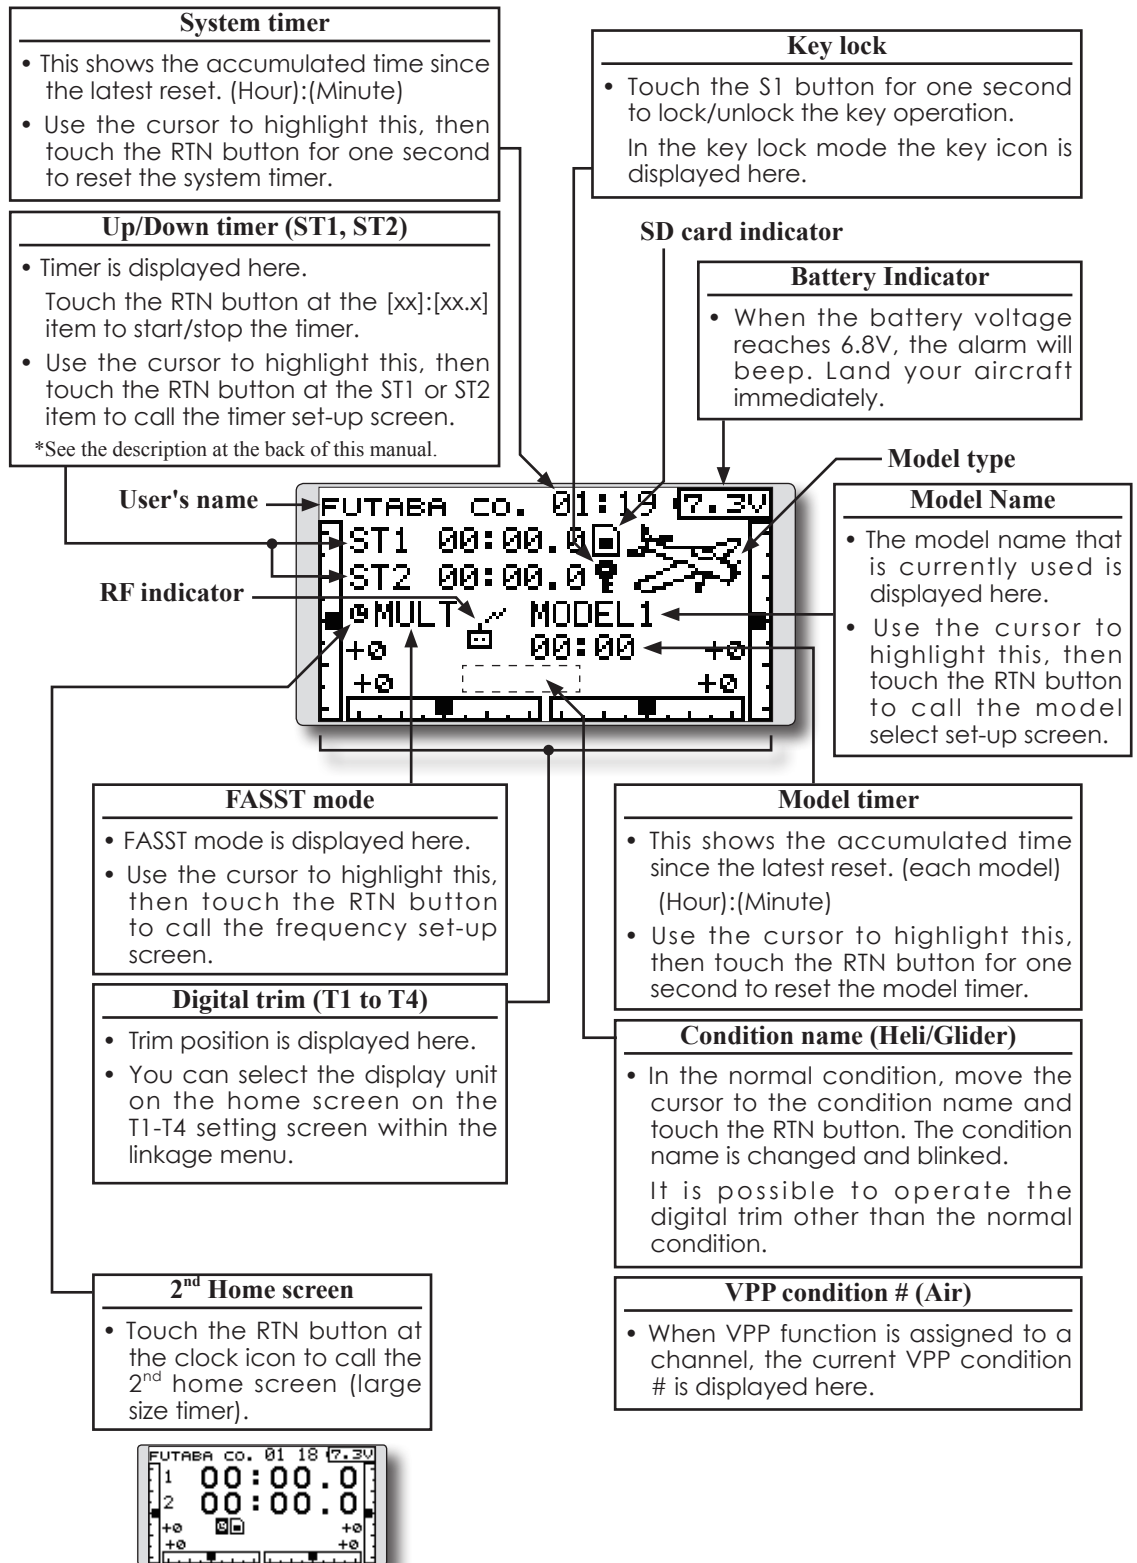 System timer
• This shows the accumulated time since
the latest reset. (Hour):(Minute)
• Use the cursor to highlight this, then
touch the RTN button for one second
to reset the system timer.
Up/Down timer (ST1, ST2)
• Timer is displayed here.
Touch the RTN button at the [xx]:[xx.x]
item to start/stop the timer.
• Use the cursor to highlight this, then
touch the RTN button at the ST1 or ST2
item to call the timer set-up screen.
*See the description at the back of this manual.
Key lock
• Touch the S1 button for one second
to lock/unlock the key operation.
In the key lock mode the key icon is
displayed here.
SD card indicator
Battery Indicator
• When the battery voltage
reaches 6.8V, the alarm will
beep. Land your aircraft
immediately.
Model type
User's name
RF indicator
FUTABA CO. 01:19 7.3V
ST1 00:00.0
ST2 00:00.0
MULT MODEL1
+0 00:00 +0
+0 +0
Model Name
• The model name that
is currently used is
displayed here.
• Use the cursor to
highlight this, then
touch the RTN button
to call the model
select set-up screen.
FASST mode
• FASST mode is displayed here.
• Use the cursor to highlight this,
then touch the RTN button
to call the frequency set-up
screen.
Digital trim (T1 to T4)
• Trim position is displayed here.
• You can select the display unit
on the home screen on the
T1-T4 setting screen within the
linkage menu.
Model timer
• This shows the accumulated time
since the latest reset. (each model)
(Hour):(Minute)
• Use the cursor to highlight this,
then touch the RTN button for one
second to reset the model timer.
Condition name (Heli/Glider)
• In the normal condition, move the
cursor to the condition name and
touch the RTN button. The condition
name is changed and blinked.
It is possible to operate the
digital trim other than the normal
condition.
VPP condition # (Air)
• When VPP function is assigned to a
channel, the current VPP condition
# is displayed here.
2nd Home screen
• Touch the RTN button at
the clock icon to call the
2nd home screen (large
size timer).
FUTABA CO. 01 18 7.3V
1 00:00.0
2 00:00.0
+0 +0
+0 +0